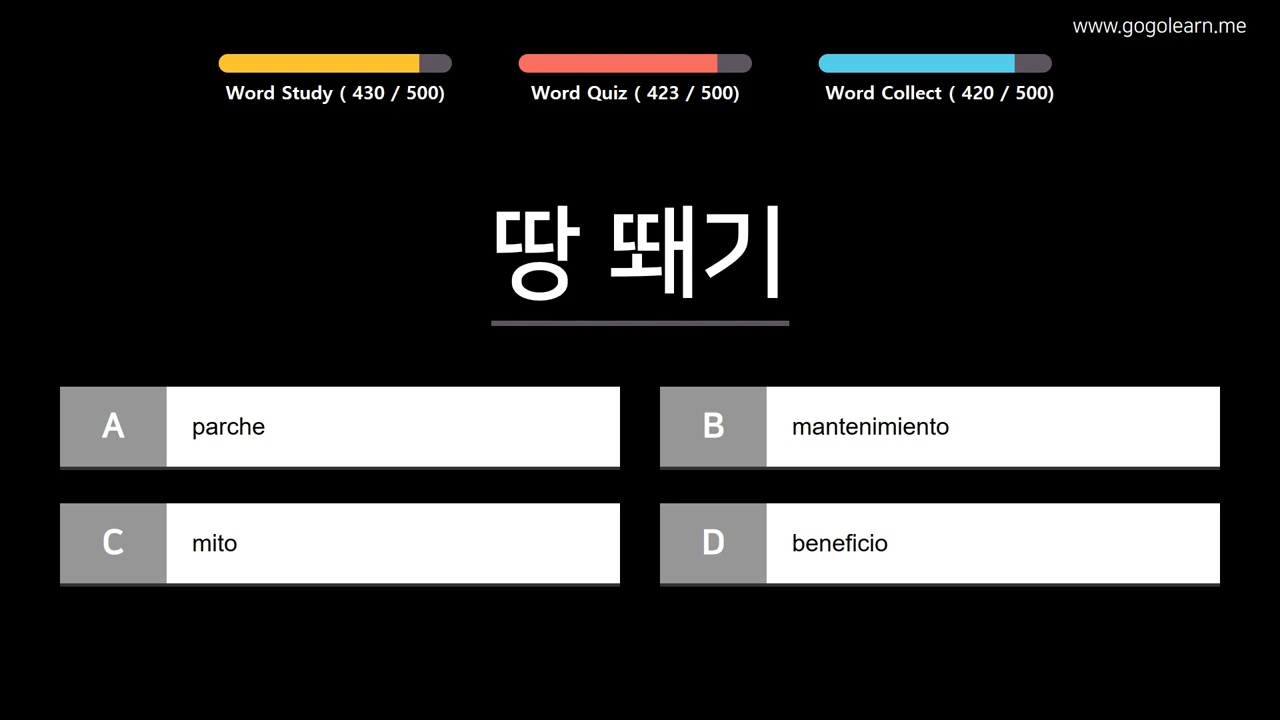 www.gogolearn.me
Word Study ( 430 / 500)
Word Quiz ( 423 / 500)
Word Collect ( 420 / 500)
땅 뙈기
A parche
B mantenimiento
C mito
D beneficio